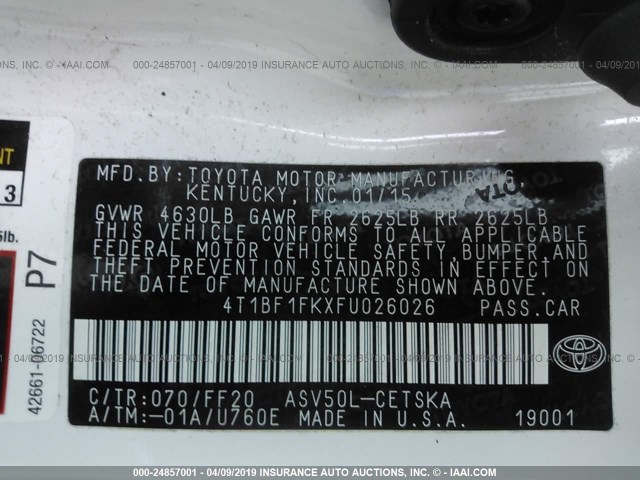 000-24857001 - 04/09/2019 INSURANCE AUTO AUCTIONS - IAAI.COM
MFD. BY: TOYOTA MOTOR MANUFACTURING,
KENTUCKY, INC. 01/15
GVWR 4630LB GAWR FR 2625LB RR 2625LB
THIS VEHICLE CONFORMS TO ALL APPLICABLE
FEDERAL MOTOR VEHICLE SAFETY, BUMPER, AND
THEFT PREVENTION STANDARDS IN EFFECT ON
THE DATE OF MANUFACTURE SHOWN ABOVE.
4T1BF1FKXFU026026 PASS. CAR
TOYOTA
C/TR: 070/FF20 ASV50L-CETSKA
A/TM: -01A/U760E MADE IN U.S.A. 19001
3
P7
42661-06722
000-24857001 - 04/09/2019 INSURANCE AUTO AUCTIONS - IAAI.COM